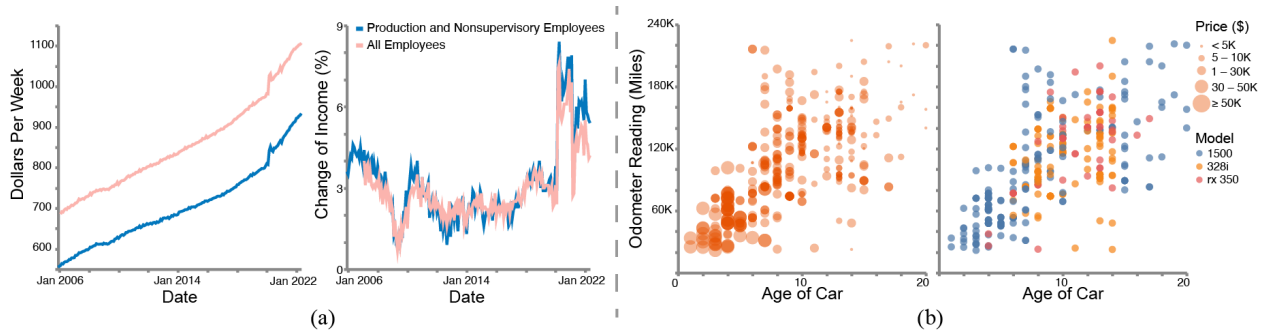 Dollars Per Week
1100
1000
900
800
700
600
Jan 2006
Jan 2014
Jan 2022
Date
Change of Income (%)
9
6
3
0
Production and Nonsupervisory Employees
All Employees
Jan 2006
Jan 2014
Jan 2022
Date
(a)
Odometer Reading (Miles)
240K
180K
120K
60K
0
10
20
Age of Car
10
20
Age of Car
Price ($)
< 5K
5 – 10K
1 – 30K
30 – 50K
≥ 50K
Model
1500
328i
rx 350
(b)